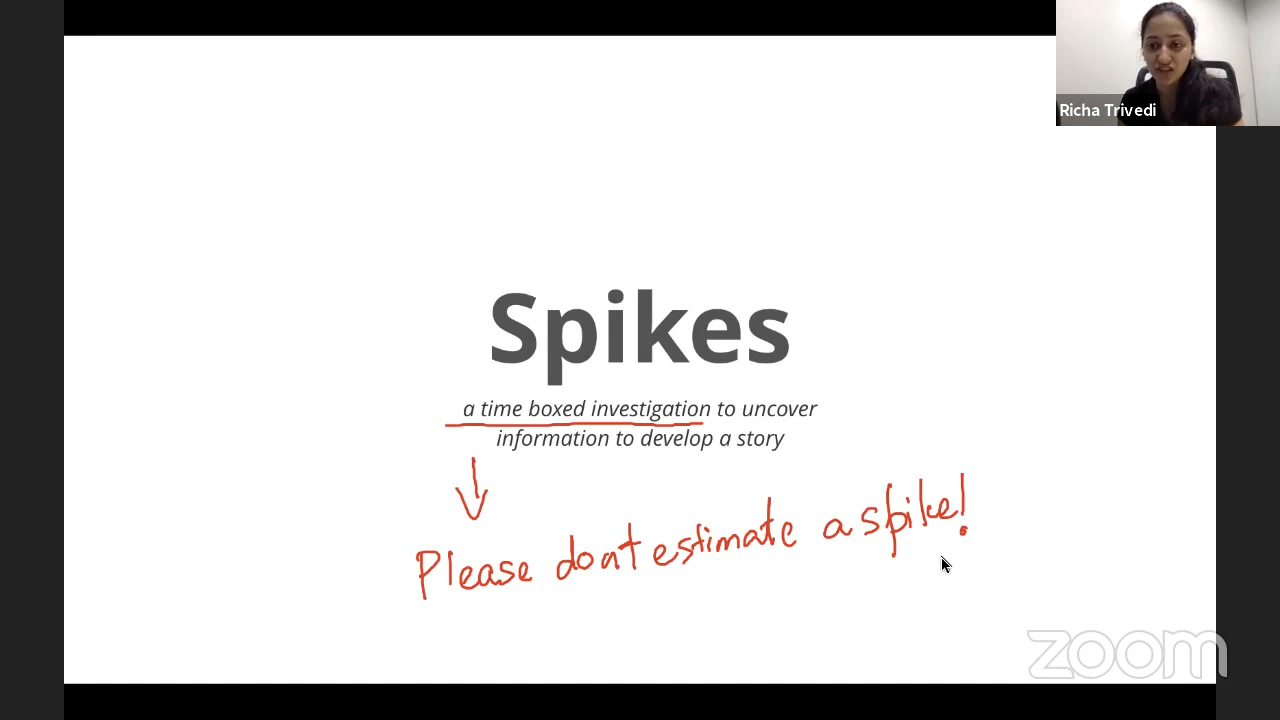 Richa Trivedi
Spikes
a time boxed investigation to uncover
information to develop a story
Please dont estimate a spike!
zoom